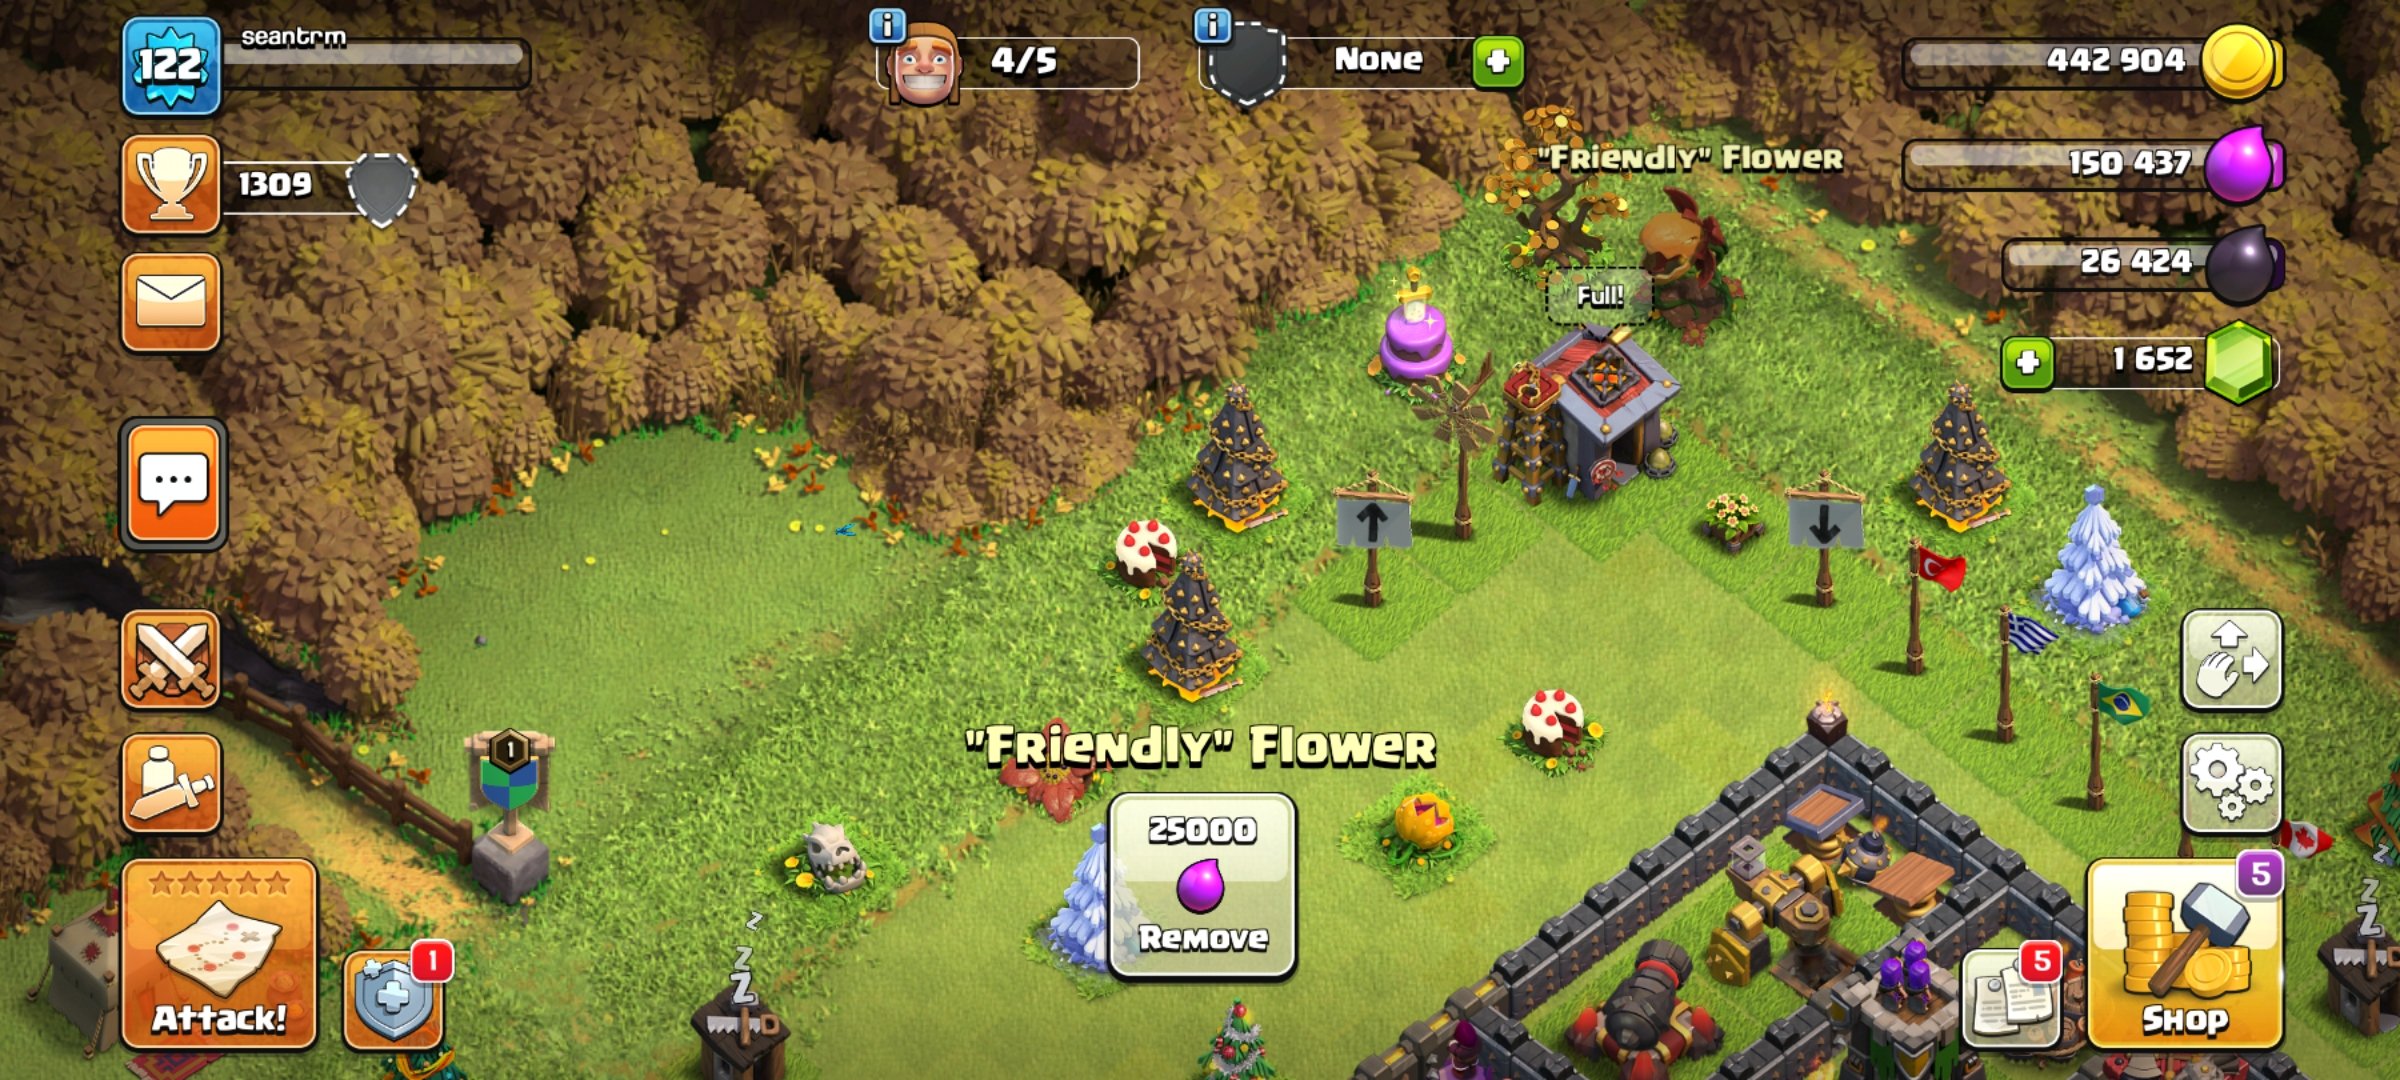 122
seantrm
4/5
None
442 904
1309
"Friendly" Flower
150 437
26 424
Full!
1 652
1
"Friendly" Flower
25000
Remove
5
Z
Z
Z
Z
Z
1
5
Attack!
Shop